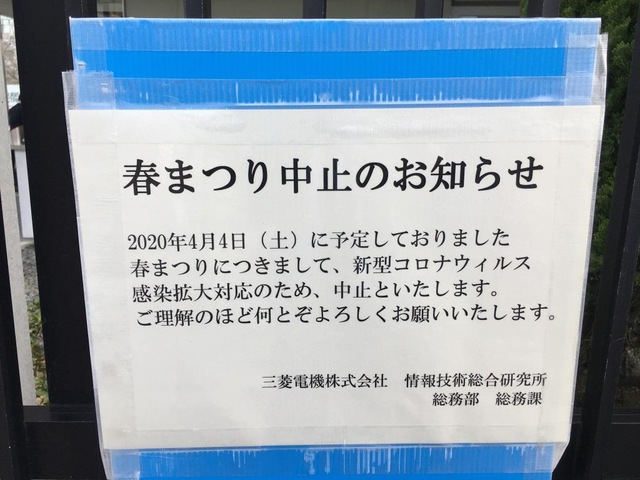 春まつり中止のお知らせ
2020年4月4日（土）に予定しておりました
春まつりにつきまして、新型コロナウィルス
感染拡大対応のため、中止といたします。
ご理解のほど何とぞよろしくお願いいたします。
三菱電機株式会社　情報技術総合研究所
総務部　総務課